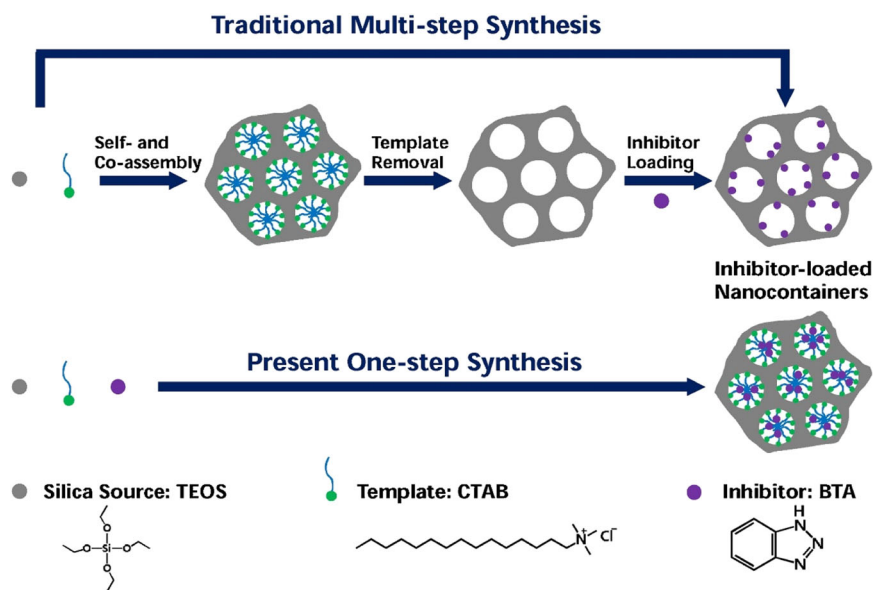 Traditional Multi-step Synthesis
Self- and
Co-assembly
Template
Removal
Inhibitor
Loading
Inhibitor-loaded
Nanocontainers
Present One-step Synthesis
Silica Source: TEOS
Template: CTAB
Inhibitor: BTA
O
O
Si
O
O
N⁺
Cl⁻
H
N
N
N